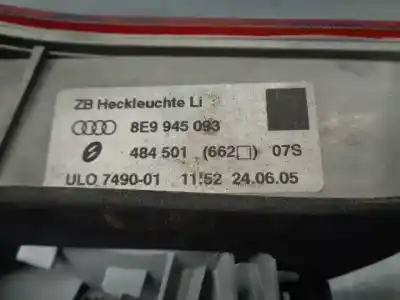 ZB Heckleuchte Li
8E9 945 093
484 501 (662□) 07S
ULO 7490-01 11:52 24.06.05